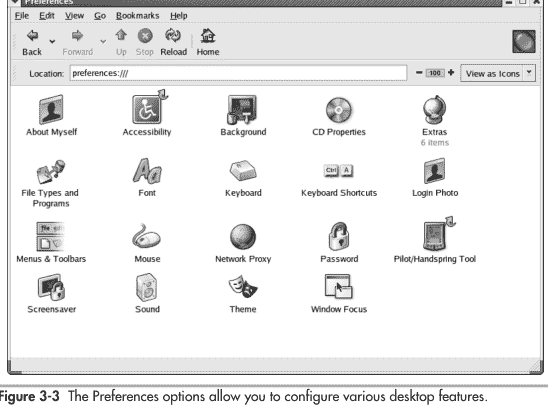 Preferences
File Edit View Go Bookmarks Help
Back Forward Up Stop Reload Home
Location: preferences:/// 100 View as Icons
About Myself Accessibility Background CD Properties Extras
6 items
File Types and Programs Font Keyboard Ctrl A Keyboard Shortcuts Login Photo
Menus & Toolbars Mouse Network Proxy Password Pilot/Handspring Tool
Screensaver Sound Theme Window Focus
Figure 3-3 The Preferences options allow you to configure various desktop features.